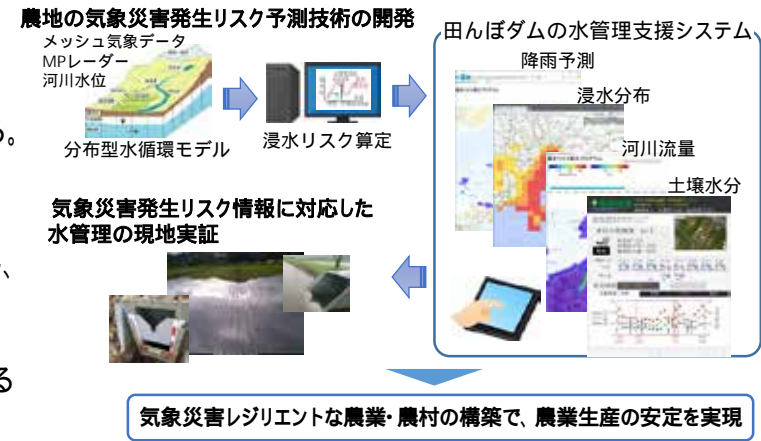 農地の気象災害発生リスク予測技術の開発
メッシュ気象データ
MPレーダー
河川水位
分布型水循環モデル
浸水リスク算定
田んぼダムの水管理支援システム
降雨予測
浸水分布
河川流量
土壌水分
る。
気象災害発生リスク情報に対応した
水管理の現地実証
、
る
気象災害レジリエントな農業・農村の構築で、農業生産の安定を実現